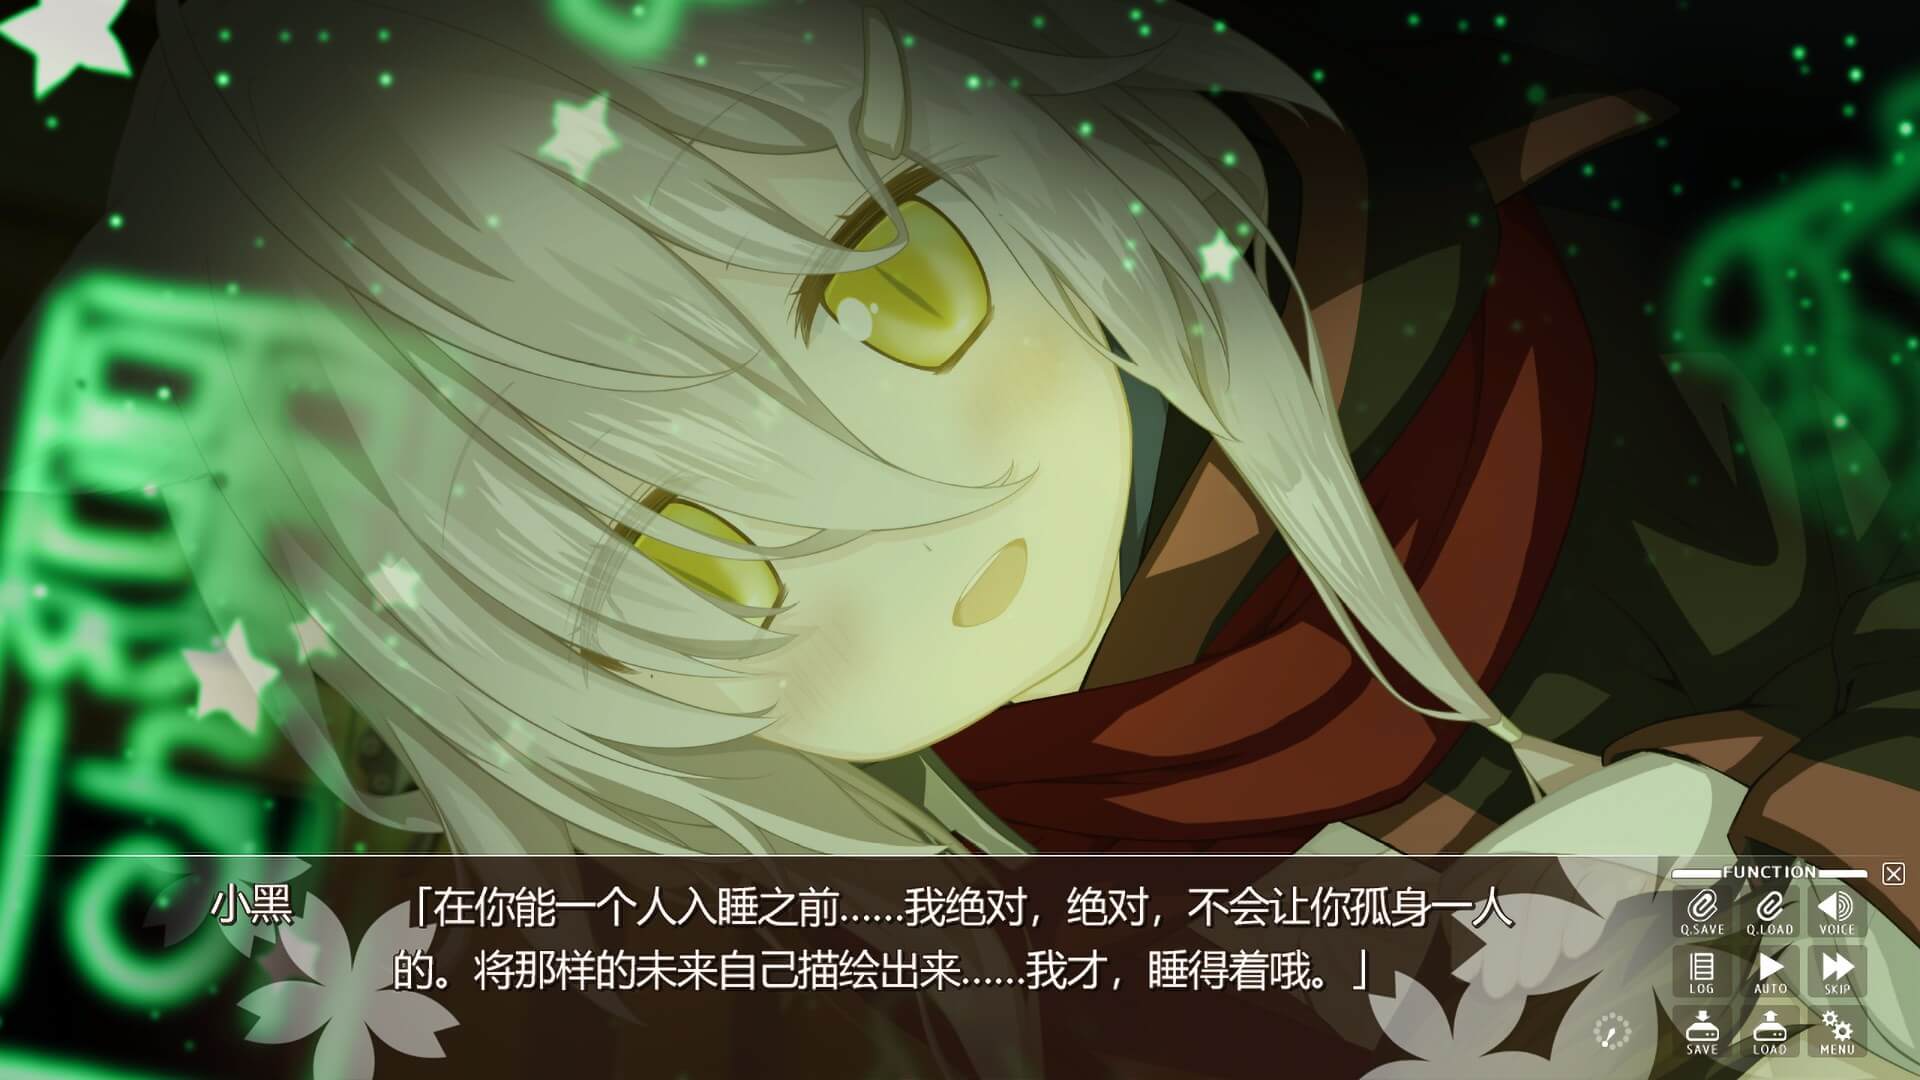 小黑
「在你能一个人入睡之前……我绝对，绝对，不会让你孤身一人
的。将那样的未来自己描绘出来……我才，睡得着哦。」
FUNCTION
Q.SAVE
Q.LOAD
VOICE
LOG
AUTO
SKIP
SAVE
LOAD
MENU